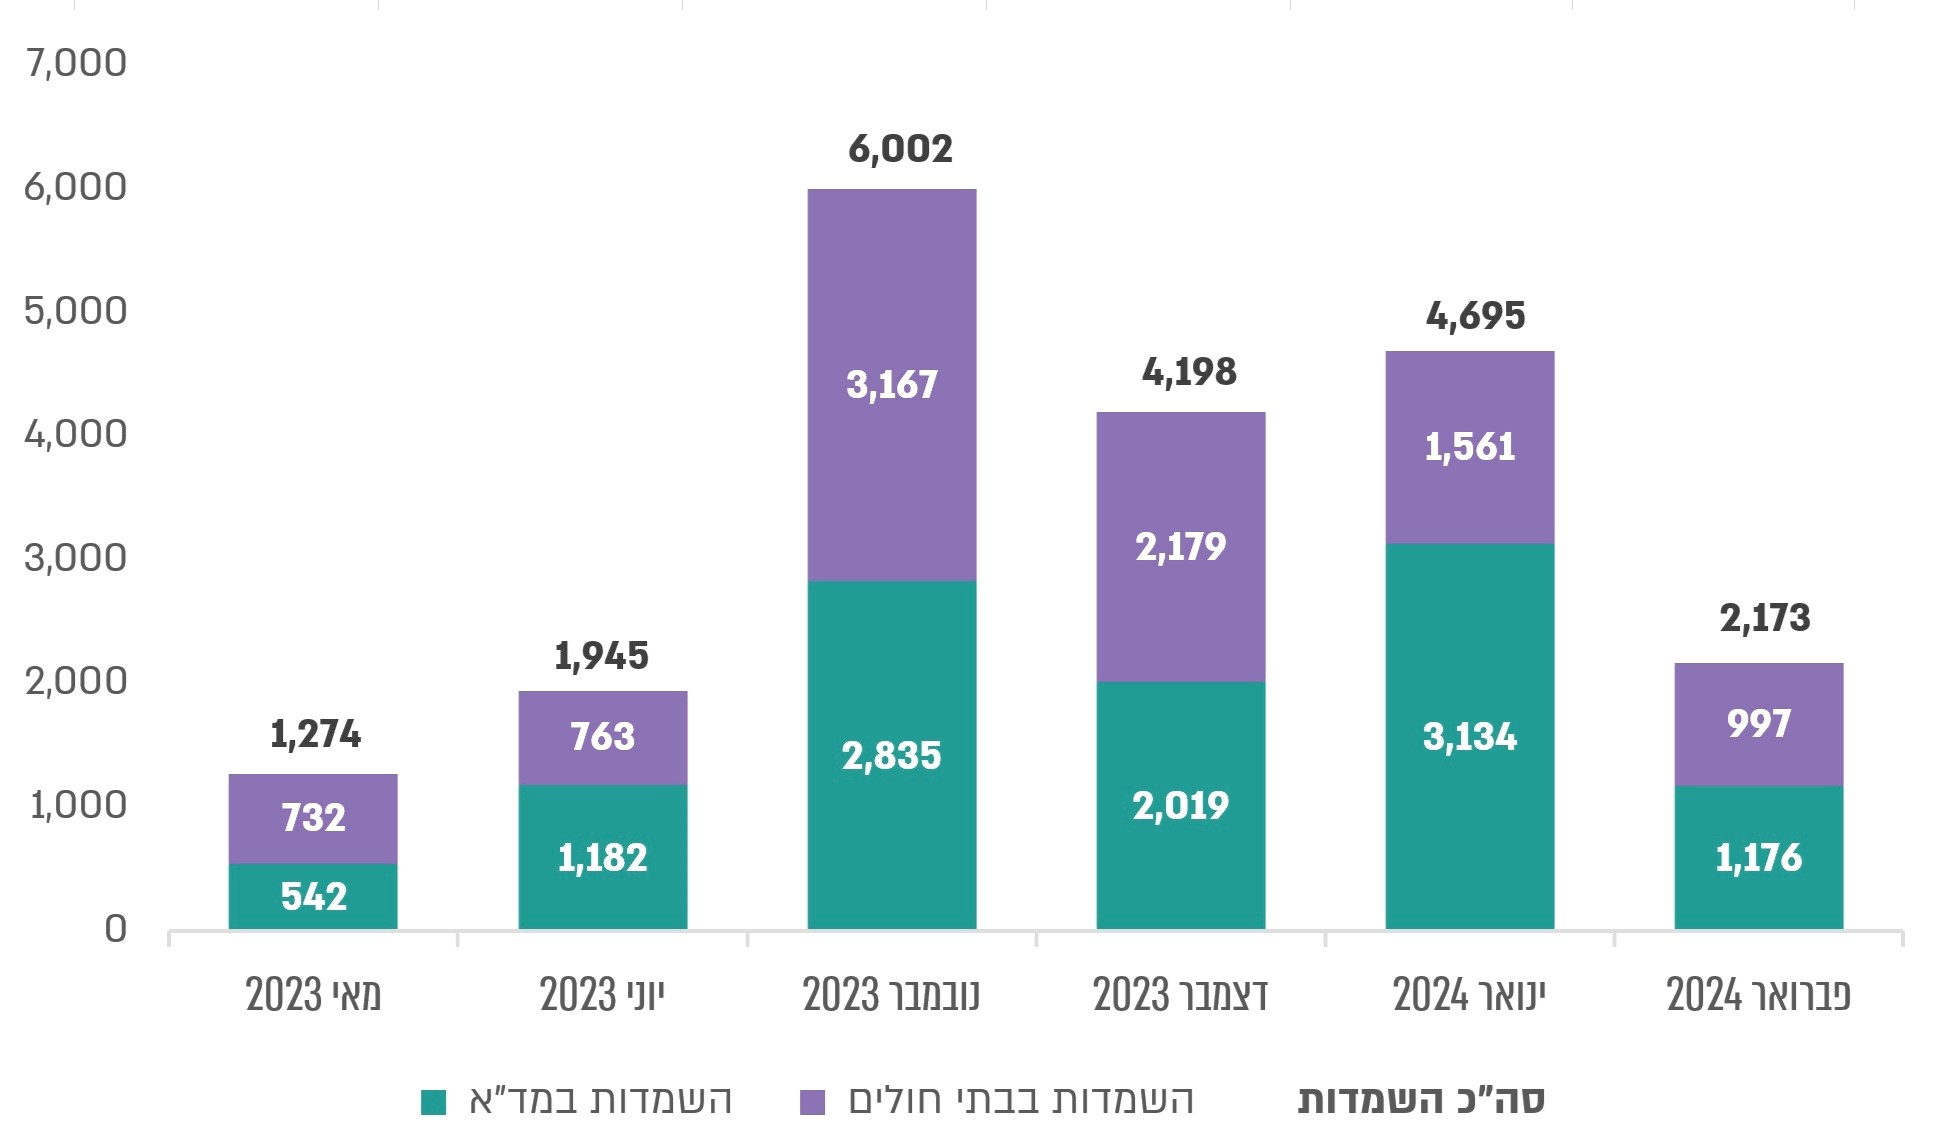 7,000
6,000
5,000
4,000
3,000
2,000
1,000
0
1,274
732
542
1,945
763
1,182
6,002
3,167
2,835
4,198
2,179
2,019
4,695
1,561
3,134
2,173
997
1,176
מאי 2023
יוני 2023
נובמבר 2023
דצמבר 2023
ינואר 2024
פברואר 2024
השמדות במד"א
השמדות בבתי חולים
סה"כ השמדות